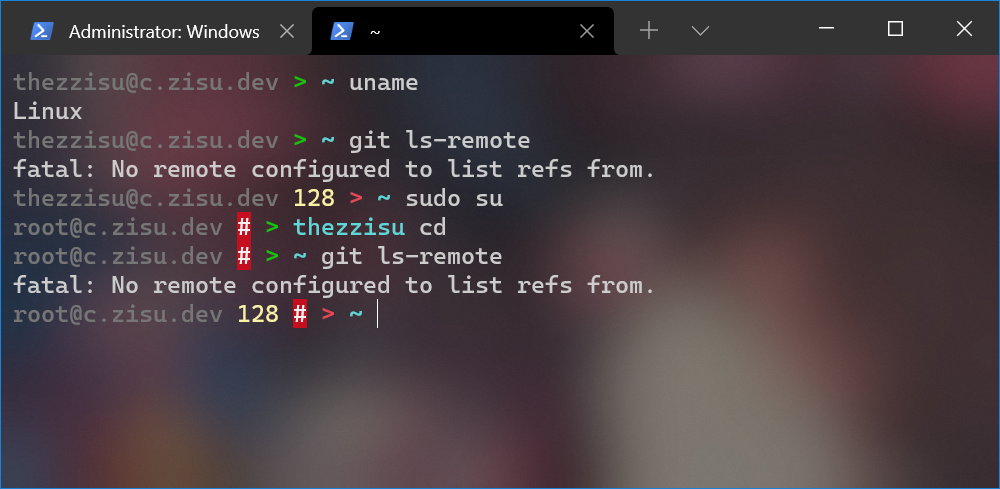 Administrator: Windows
~
thezzisu@c.zisu.dev > ~ uname
Linux
thezzisu@c.zisu.dev > ~ git ls-remote
fatal: No remote configured to list refs from.
thezzisu@c.zisu.dev 128 > ~ sudo su
root@c.zisu.dev # > thezzisu cd
root@c.zisu.dev # > ~ git ls-remote
fatal: No remote configured to list refs from.
root@c.zisu.dev 128 # > ~